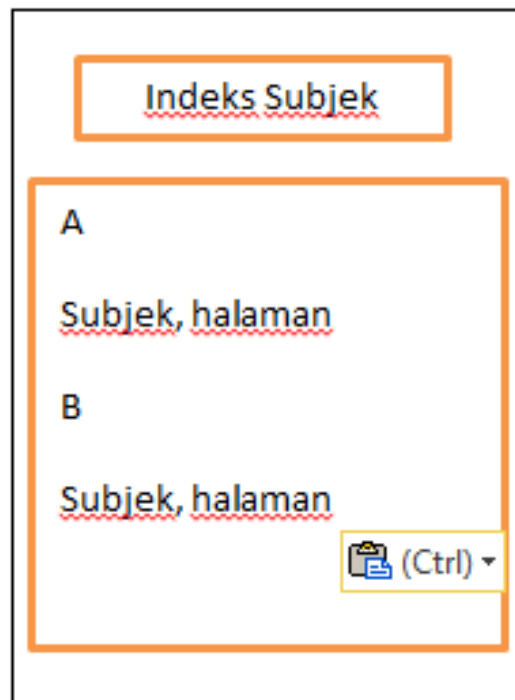 Indeks Subjek
A
Subjek, halaman
B
Subjek, halaman
(Ctrl)